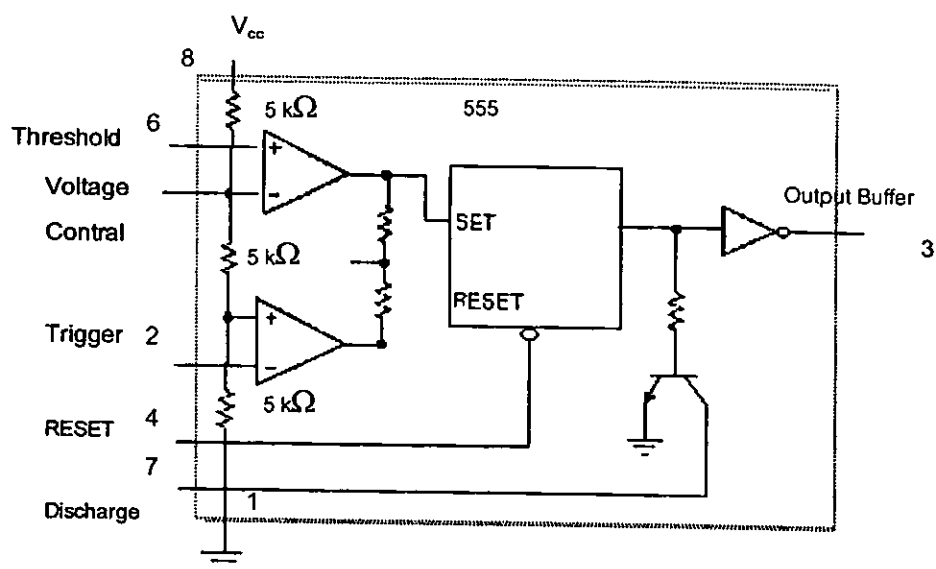 Vcc
8
5 kΩ
555
6
Threshold
+
Voltage
-
Output Buffer
Contral
SET
5 kΩ
3
RESET
Trigger 2
+
-
5 kΩ
4
RESET
7
1
Discharge